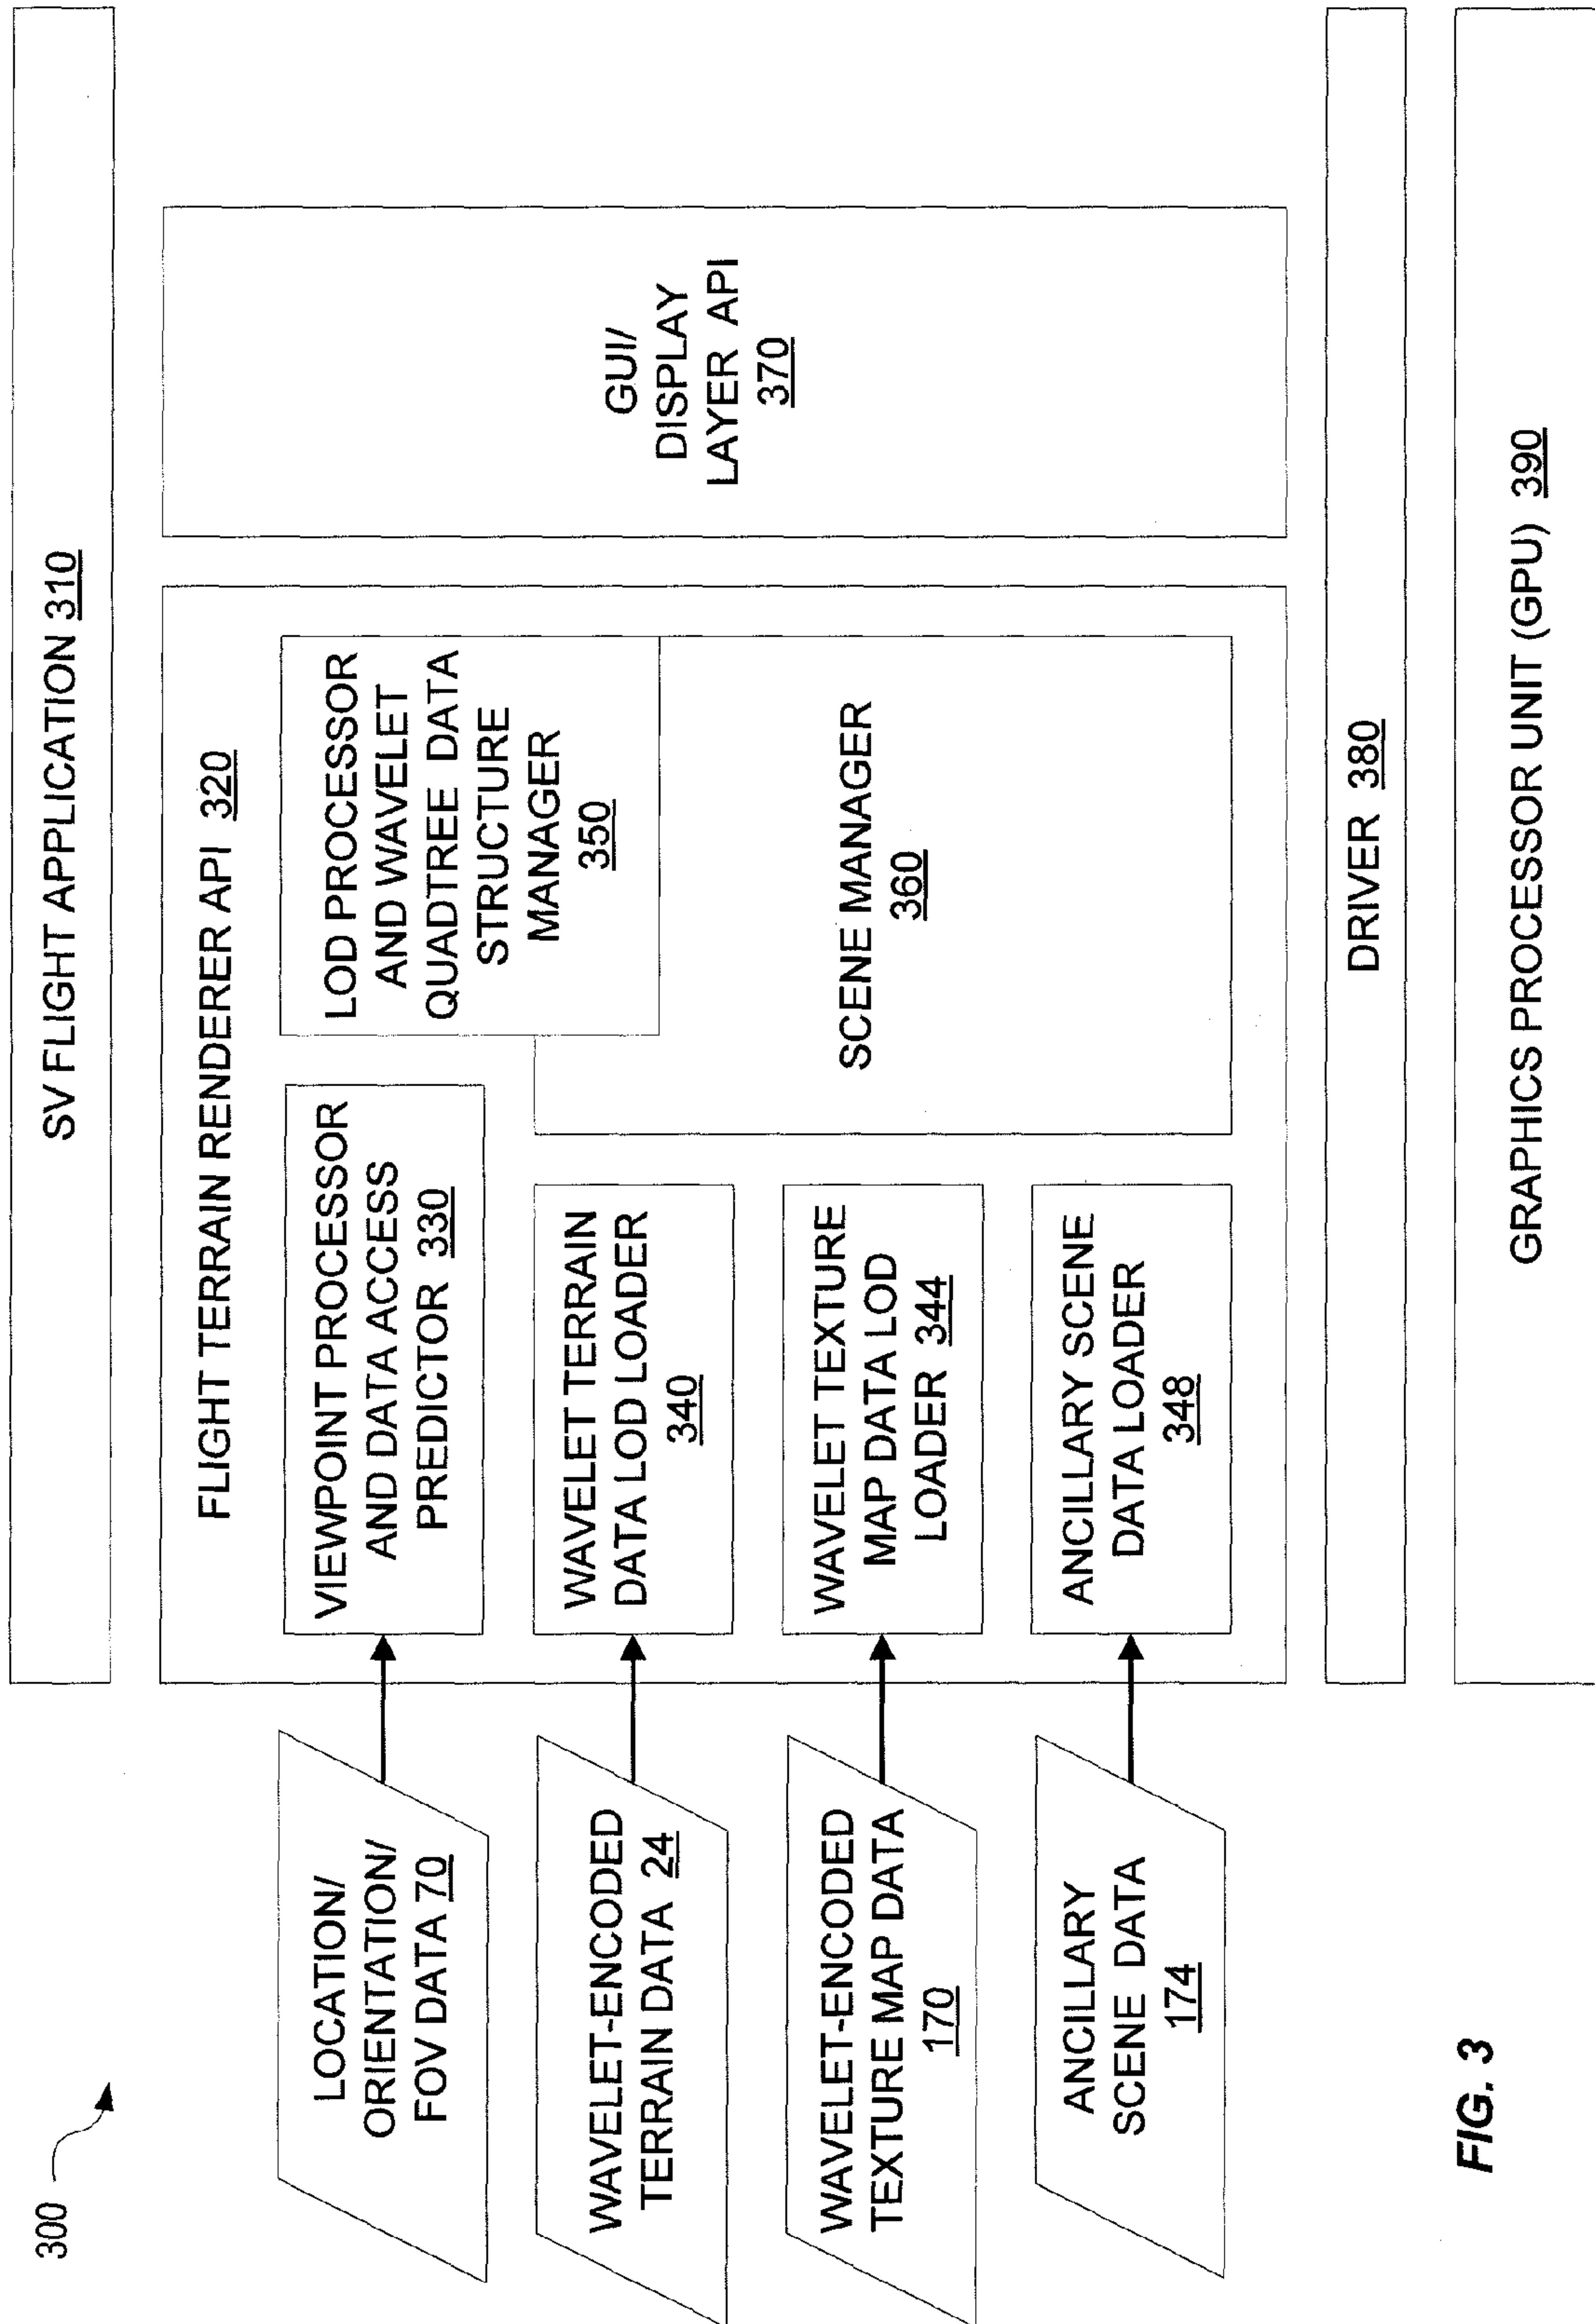 300
SV FLIGHT APPLICATION 310
FLIGHT TERRAIN RENDERER API 320
LOCATION/
ORIENTATION/
FOV DATA 70
VIEWPOINT PROCESSOR
AND DATA ACCESS
PREDICTOR 330
LOD PROCESSOR
AND WAVELET
QUADTREE DATA
STRUCTURE
MANAGER
350
WAVELET-ENCODED
TERRAIN DATA 24
WAVELET TERRAIN
DATA LOD LOADER
340
WAVELET-ENCODED
TEXTURE MAP DATA
170
WAVELET TEXTURE
MAP DATA LOD
LOADER 344
SCENE MANAGER
360
ANCILLARY
SCENE DATA
174
ANCILLARY SCENE
DATA LOADER
348
GUI/
DISPLAY
LAYER API
370
DRIVER 380
GRAPHICS PROCESSOR UNIT (GPU) 390
FIG. 3